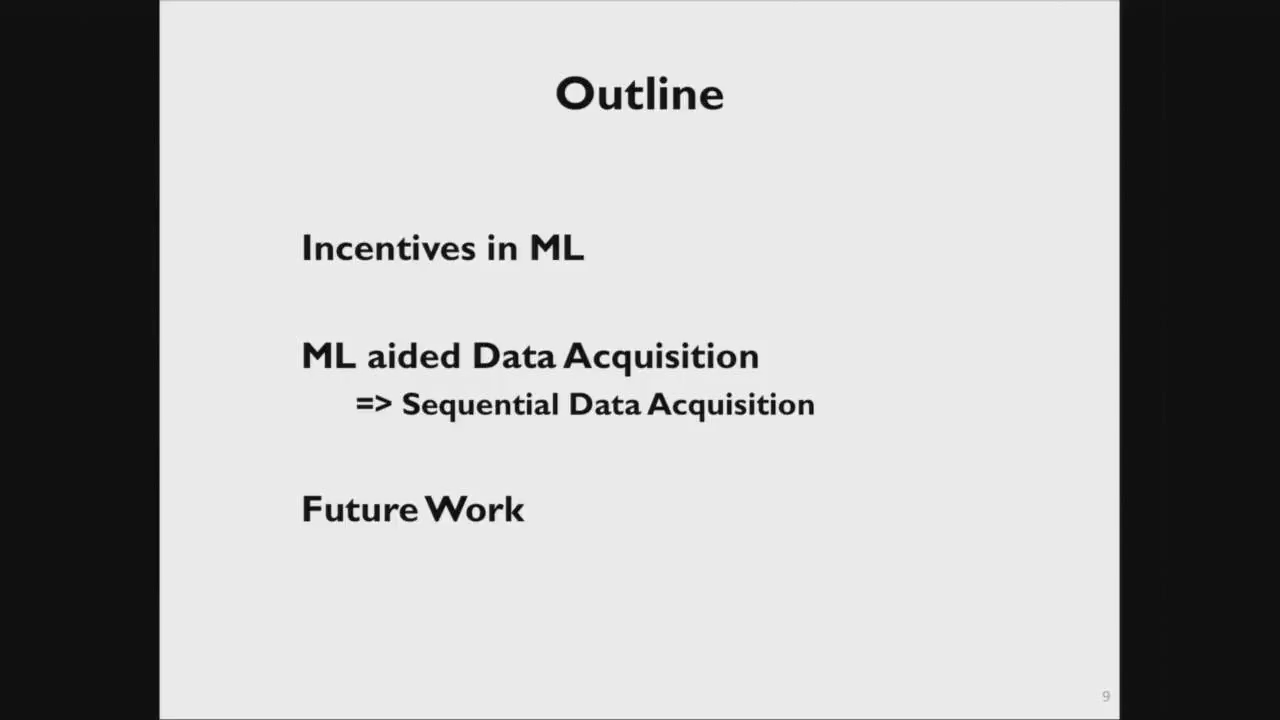 Outline
Incentives in ML
ML aided Data Acquisition
=> Sequential Data Acquisition
Future Work
9